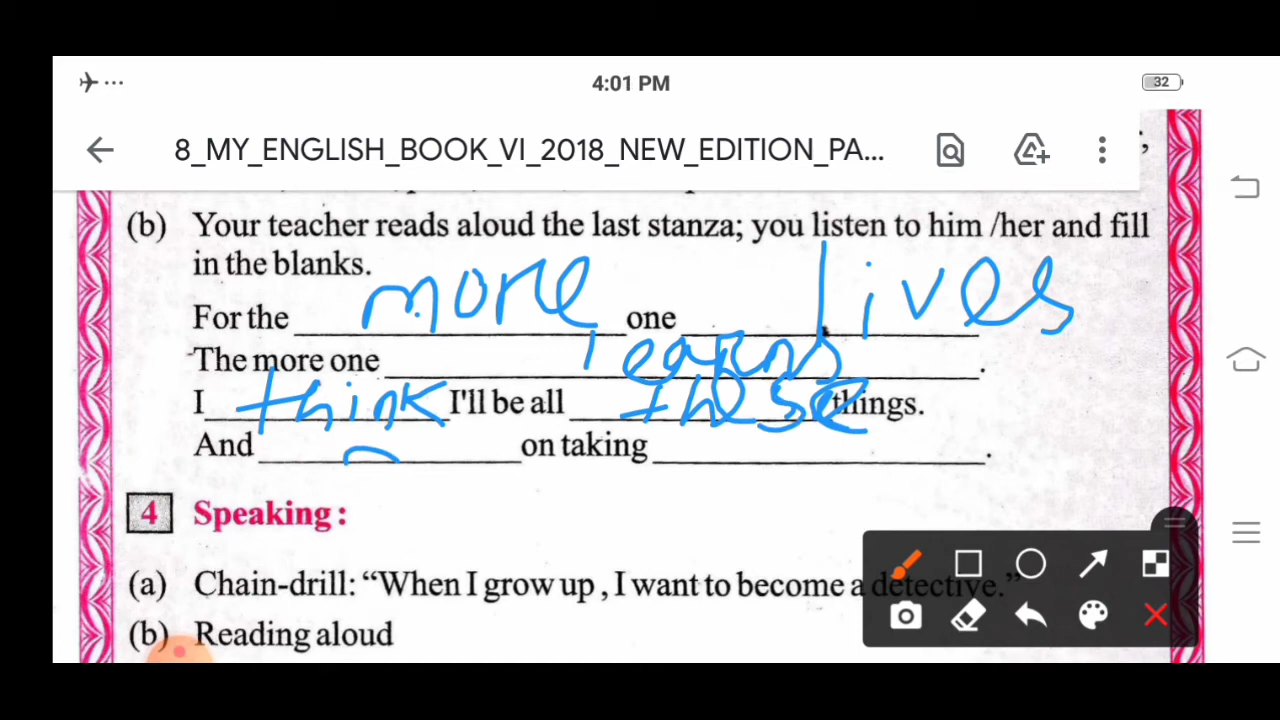 4:01 PM
32
8_MY_ENGLISH_BOOK_VI_2018_NEW_EDITION_PA...
(b) Your teacher reads aloud the last stanza; you listen to him /her and fill
in the blanks.
For the more one lives
The more one learns.
I think I'll be all these things.
And on taking .
4 Speaking:
(a) Chain-drill: “When I grow up , I want to become a detective.”
(b) Reading aloud